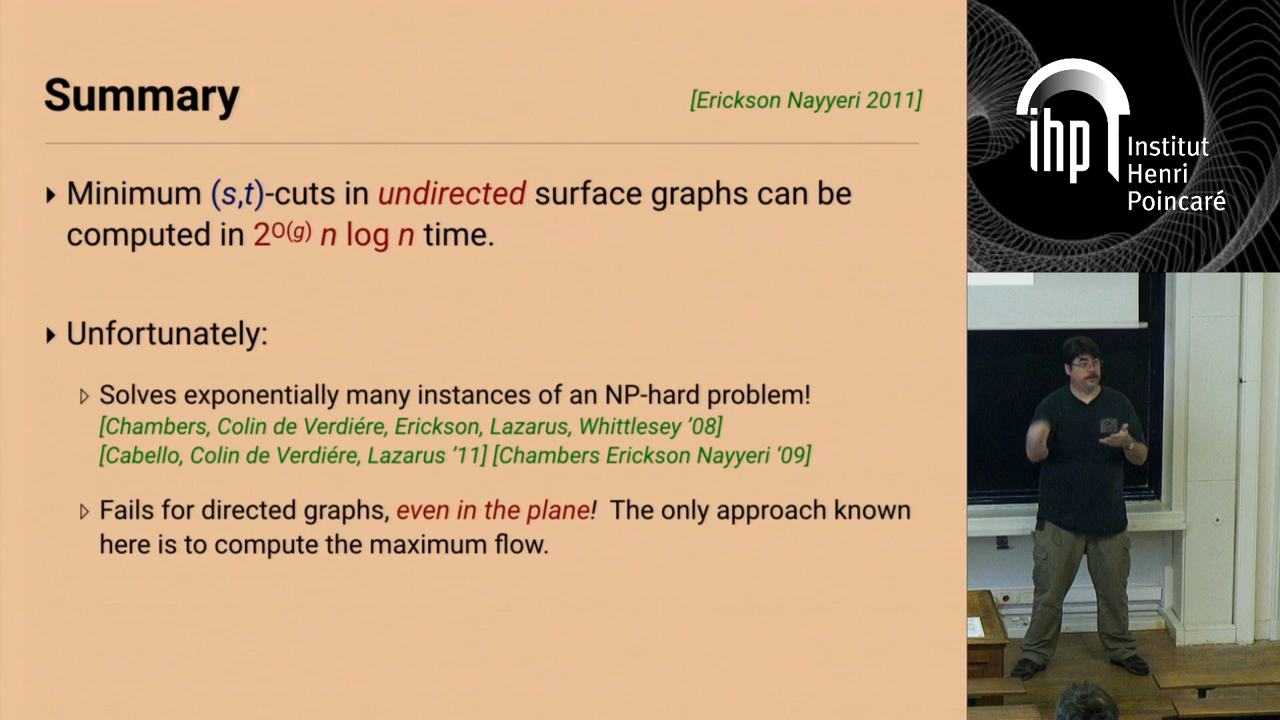 Summary
[Erickson Nayyeri 2011]
‣ Minimum (s,t)-cuts in undirected surface graphs can be
computed in 2^O(g) n log n time.
‣ Unfortunately:
▹ Solves exponentially many instances of an NP-hard problem!
[Chambers, Colin de Verdiére, Erickson, Lazarus, Whittlesey ’08]
[Cabello, Colin de Verdiére, Lazarus ’11] [Chambers Erickson Nayyeri ’09]
▹ Fails for directed graphs, even in the plane! The only approach known
here is to compute the maximum flow.
ihp
Institut
Henri
Poincaré